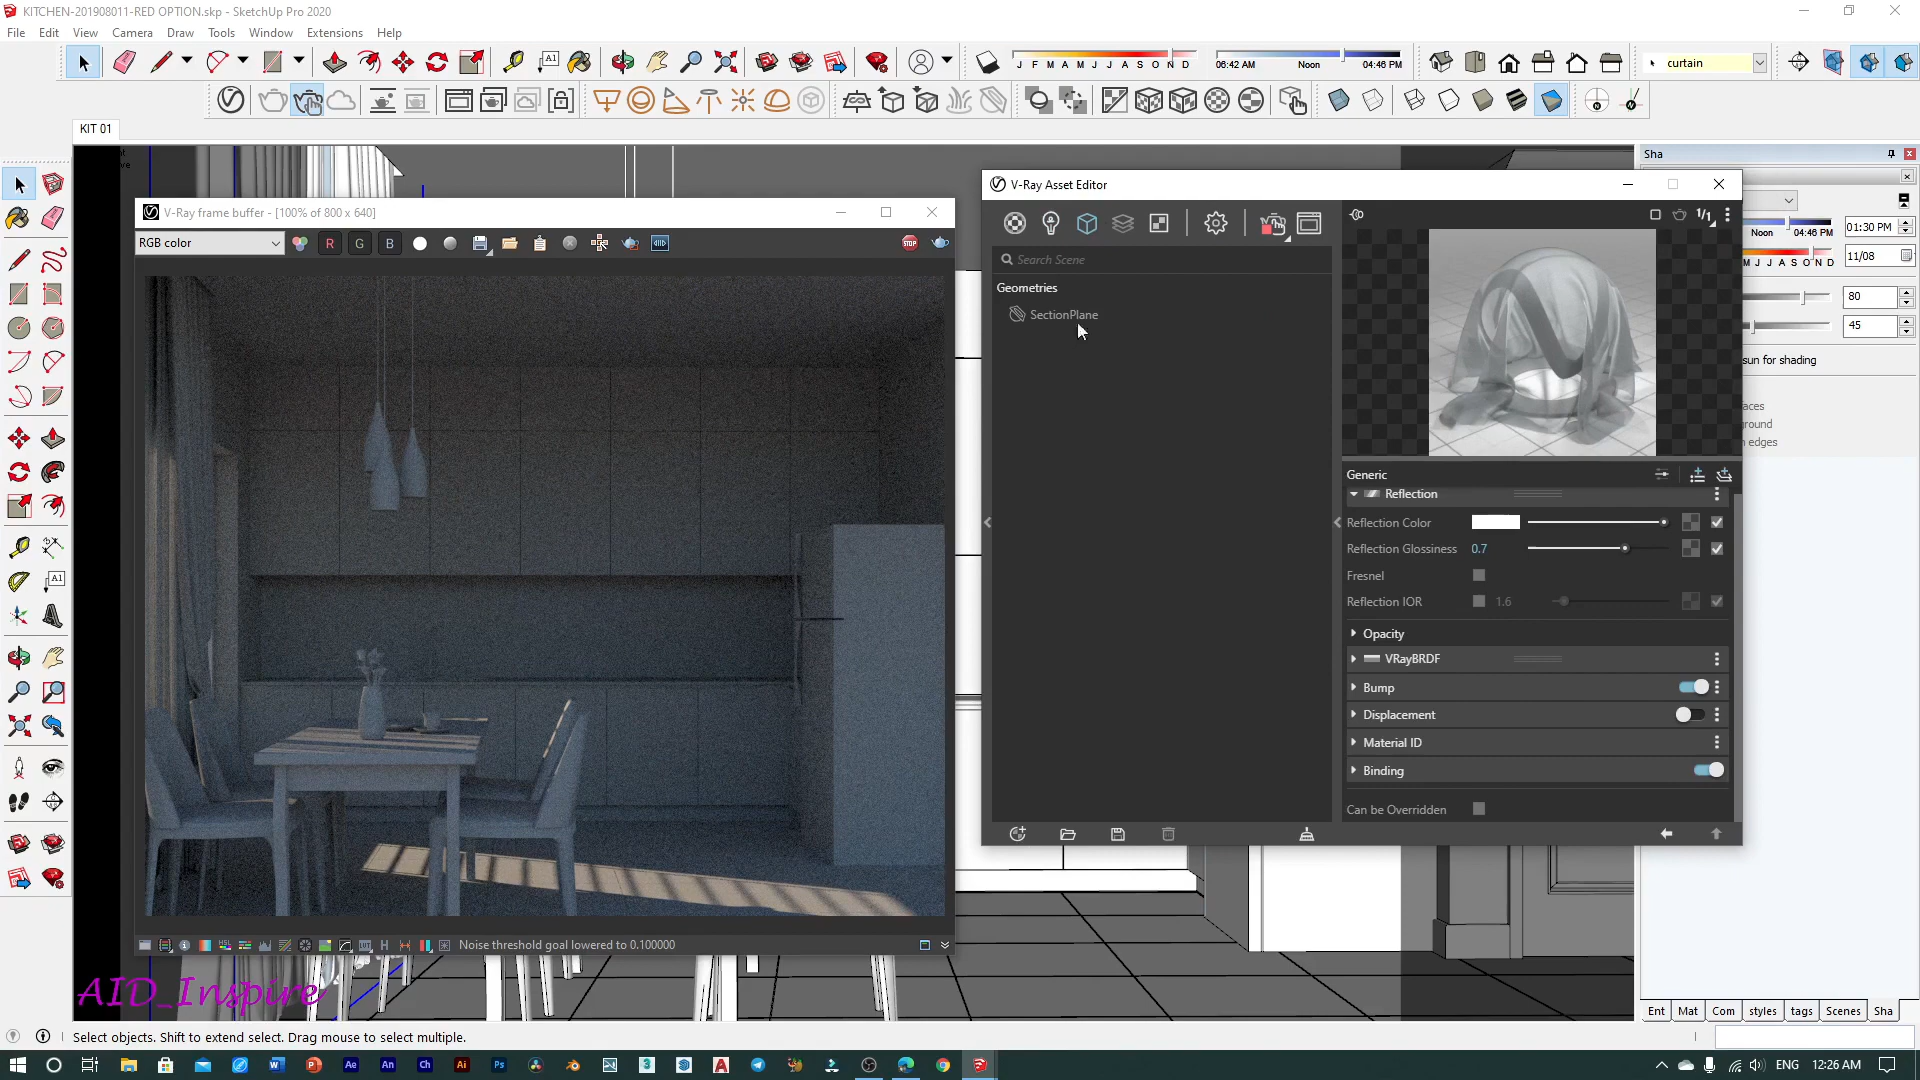 KITCHEN-201908011-RED OPTION.skp - SketchUp Pro 2020
File Edit View Camera Draw Tools Window Extensions Help
J F M A M J J A S O N D
06:42 AM Noon 04:46 PM
curtain
KIT 01
Sha
V-Ray Asset Editor
V-Ray frame buffer - [100% of 800 x 640]
RGB color
R G B
STOP
1/1
Noon 04:46 PM
01:30 PM
M J J A S O N D
11/08
80
45
sun for shading
aces
ground
n edges
Search Scene
Geometries
SectionPlane
Generic
Reflection
Reflection Color
Reflection Glossiness 0.7
Fresnel
Reflection IOR 1.6
Opacity
VRayBRDF
Bump
Displacement
Material ID
Binding
Can be Overridden
Noise threshold goal lowered to 0.100000
AID_Inspire
Ent Mat Com styles tags Scenes Sha
Select objects. Shift to extend select. Drag mouse to select multiple.
ENG 12:26 AM